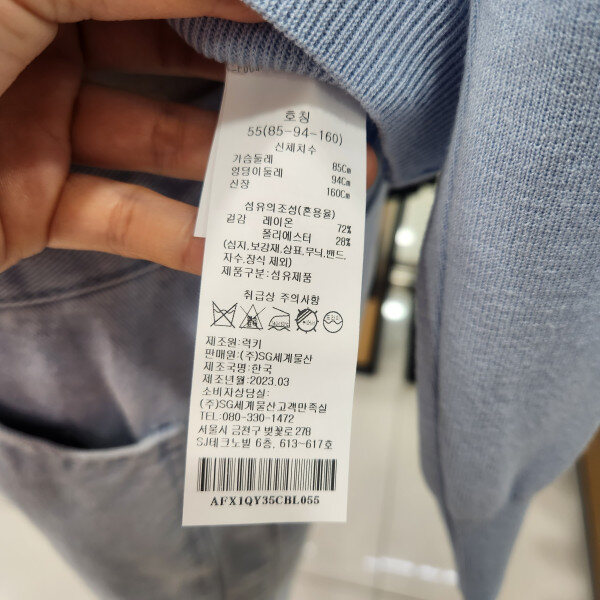 호칭
55(85-94-160)
신체치수
가슴둘레 85Cm
엉덩이둘레 94Cm
신장 160Cm
섬유의조성(혼용율)
겉감 레이온 72%
폴리에스터 28%
(심지,보강재,상표,무늬,밴드,
자수,장식 제외)
제품구분:섬유제품
취급상 주의사항
제조원:럭키
판매원:(주)SG세계물산
제조국명:한국
제조년월:2023.03
소비자상담실:
(주)SG세계물산고객만족실
TEL:080-330-1472
서울시 금천구 벚꽃로278
SJ테크노빌 6층, 613-617호
AFX1QY35CBL055